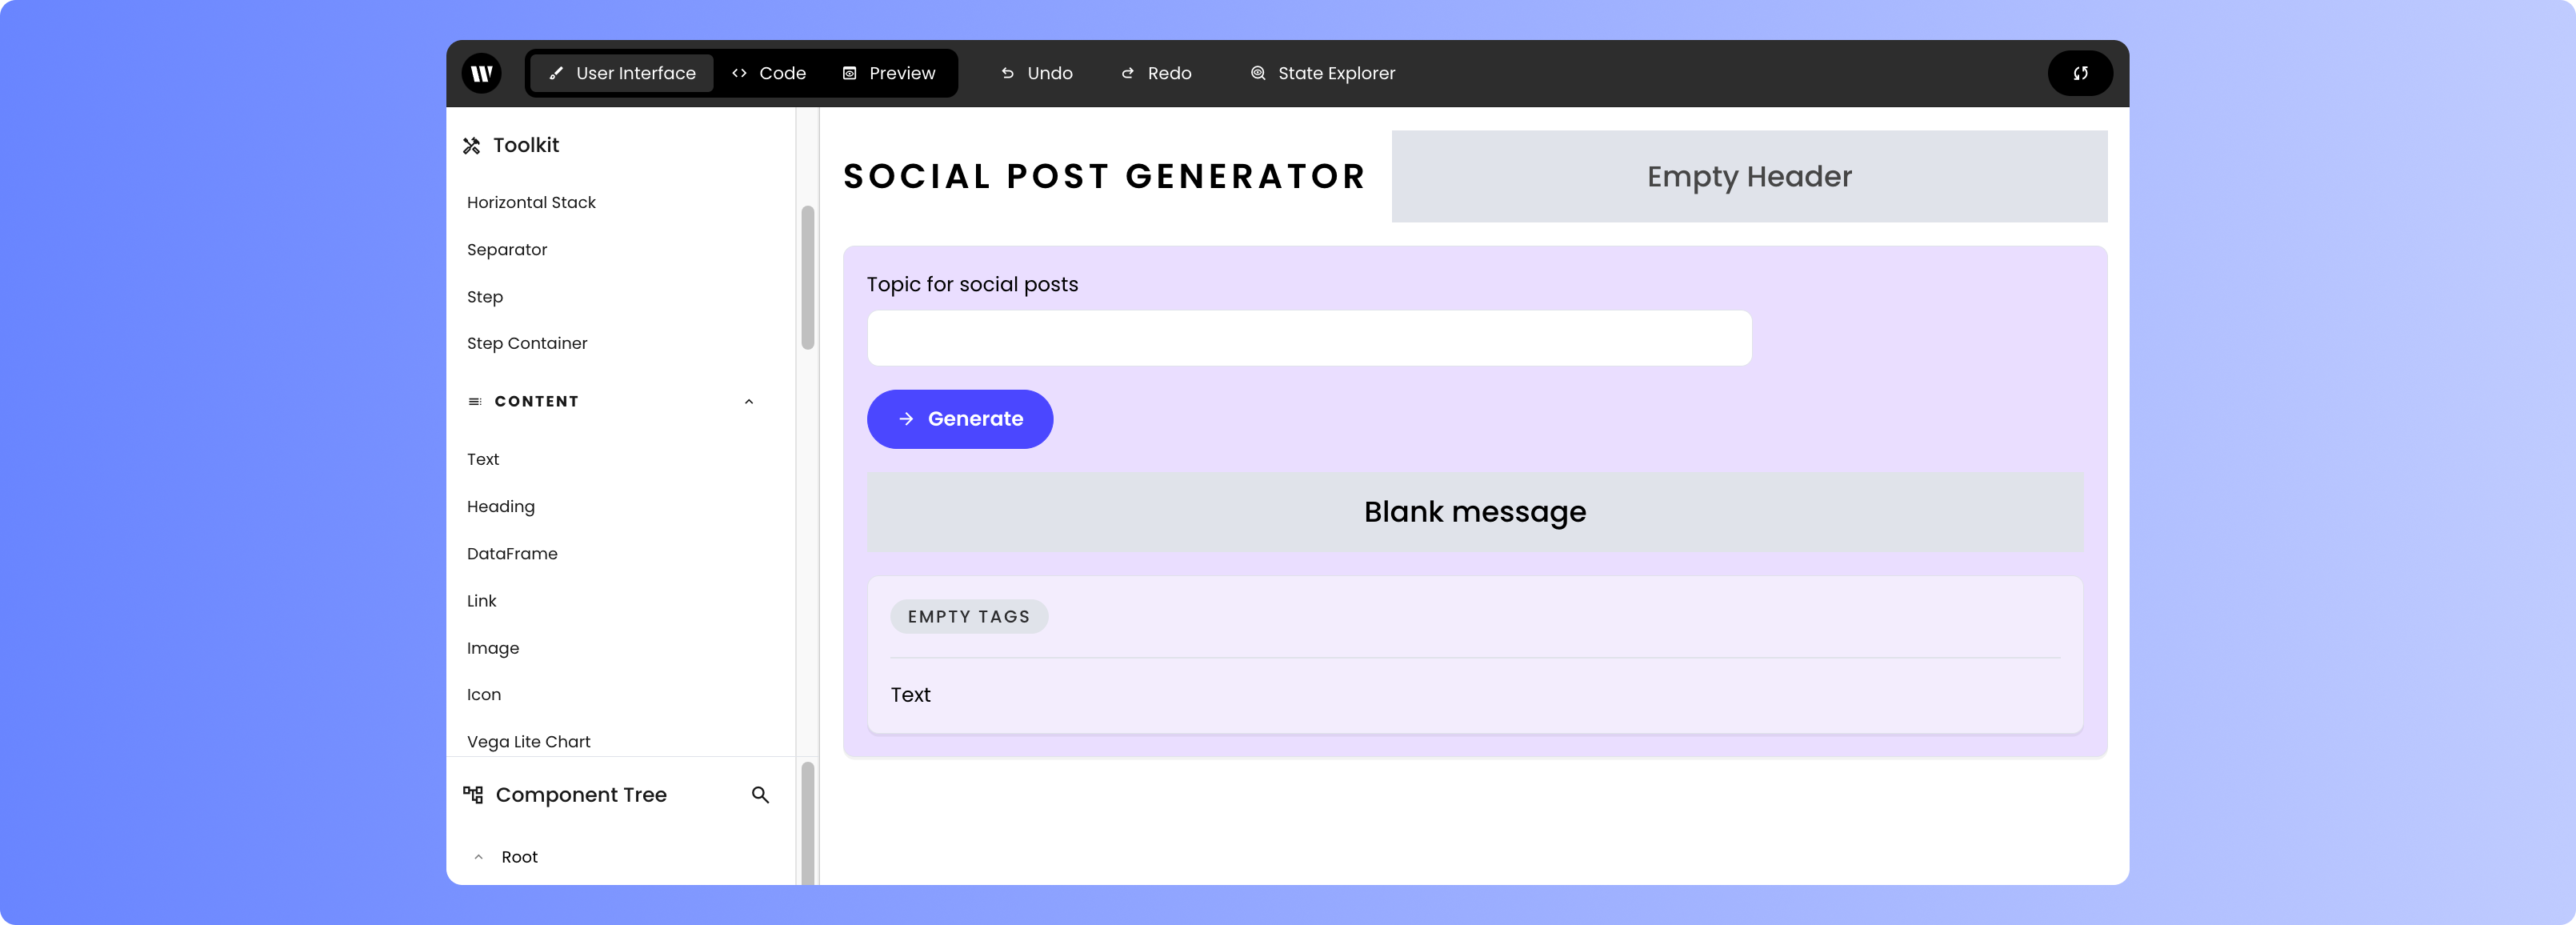 User Interface
Code
Preview
Undo
Redo
State Explorer
Toolkit
Horizontal Stack
Separator
Step
Step Container
CONTENT
Text
Heading
DataFrame
Link
Image
Icon
Vega Lite Chart
Component Tree
Root
SOCIAL POST GENERATOR
Empty Header
Topic for social posts
Generate
Blank message
EMPTY TAGS
Text